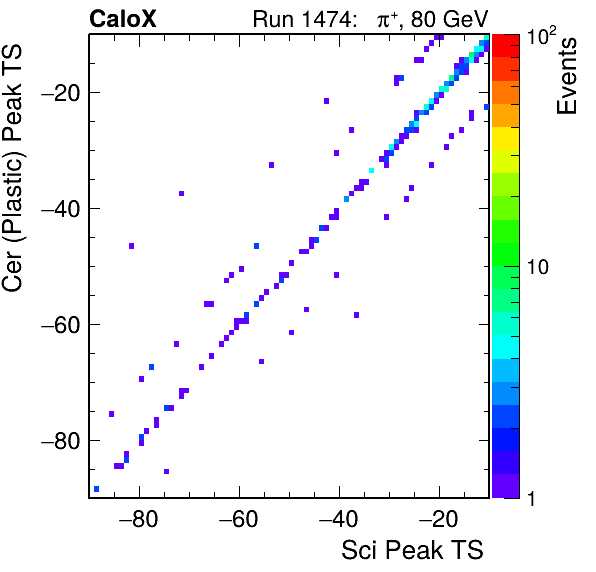 CaloX Run 1474: π⁺, 80 GeV
Cer (Plastic) Peak TS
−20
−40
−60
−80
−80 −60 −40 −20
Sci Peak TS
10²
10
1
Events